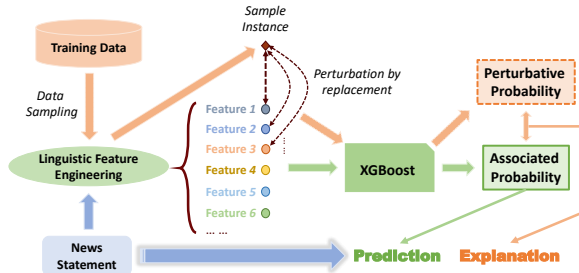 Sample
Instance
Training Data
Data
Sampling
Perturbation by
replacement
Perturbative
Probability
Feature 1
Feature 2
Feature 3
Feature 4
Feature 5
Feature 6
... ...
Linguistic Feature
Engineering
XGBoost
Associated
Probability
News
Statement
Prediction
Explanation